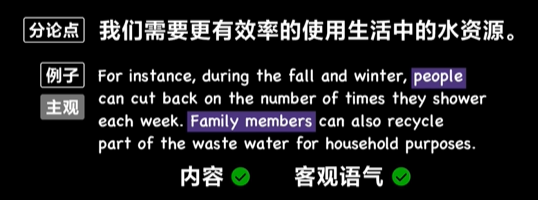 分论点 我们需要更有效率的使用生活中的水资源。
例子 For instance, during the fall and winter, people
主观 can cut back on the number of times they shower
each week. Family members can also recycle
part of the waste water for household purposes.
内容 客观语气